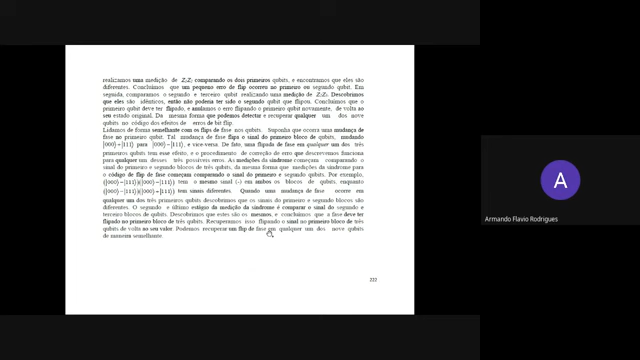 realizamos uma medição de Z₁Z₂ comparando os dois primeiros qubits, e encontramos que eles são
diferentes. Concluímos que um pequeno erro de flap ocorreu no primeiro ou segundo qubit. Em
seguida, comparamos o segundo e terceiro qubit realizando uma medição de Z₂Z₃. Descobrimos
que eles são idênticos, então não poderia ter sido o segundo qubit que flipou. Concluímos que o
primeiro qubit deve ter flipado, e anulamos o erro flipando o primeiro qubit novamente, de volta ao
seu estado original. Da mesma forma que podemos detectar e recuperar qualquer um dos nove
qubits no código dos efeitos de erros de bit flip.
Lidamos de forma semelhante com os flips de fase nos qubits. Suponha que ocorra uma mudança de
fase no primeiro qubit. Tal mudança de fase flapa o sinal do primeiro bloco de qubits, mudando
|000⟩+|111⟩ para |000⟩−|111⟩, e vice-versa. De fato, uma flipada de fase em qualquer um dos três
primeiros qubits tem esse efeito, e o procedimento de correção de erro que descrevemos funciona
para qualquer um desses três possíveis erros. As medições da síndrome começam comparando o
sinal do primeiro e segundo blocos de três qubits, da mesma forma que medições da síndrome para
o código de flip de fase começam comparando o sinal do primeiro e segundo qubits. Por exemplo,
(|000⟩−|111⟩)(|000⟩−|111⟩) tem o mesmo sinal (-) em ambos os blocos de qubits, enquanto
(|000⟩−|111⟩)(|000⟩+|111⟩) tem sinais diferentes. Quando uma mudança de fase ocorre em
qualquer um dos três primeiros qubits descobrimos que os sinais do primeiro e segundo blocos são
diferentes. O segundo e último estágio da medição da síndrome é comparar o sinal do segundo e
terceiro blocos de qubits. Descobrimos que estes são os mesmos, e concluímos que a fase deve ter
flipado no primeiro bloco de três qubits. Recuperamos isso flipando o sinal no primeiro bloco de três
qubits de volta ao seu valor. Podemos recuperar um flip de fase em qualquer um dos nove qubits
de maneira semelhante.
222
A
Armando Flavio Rodrigues